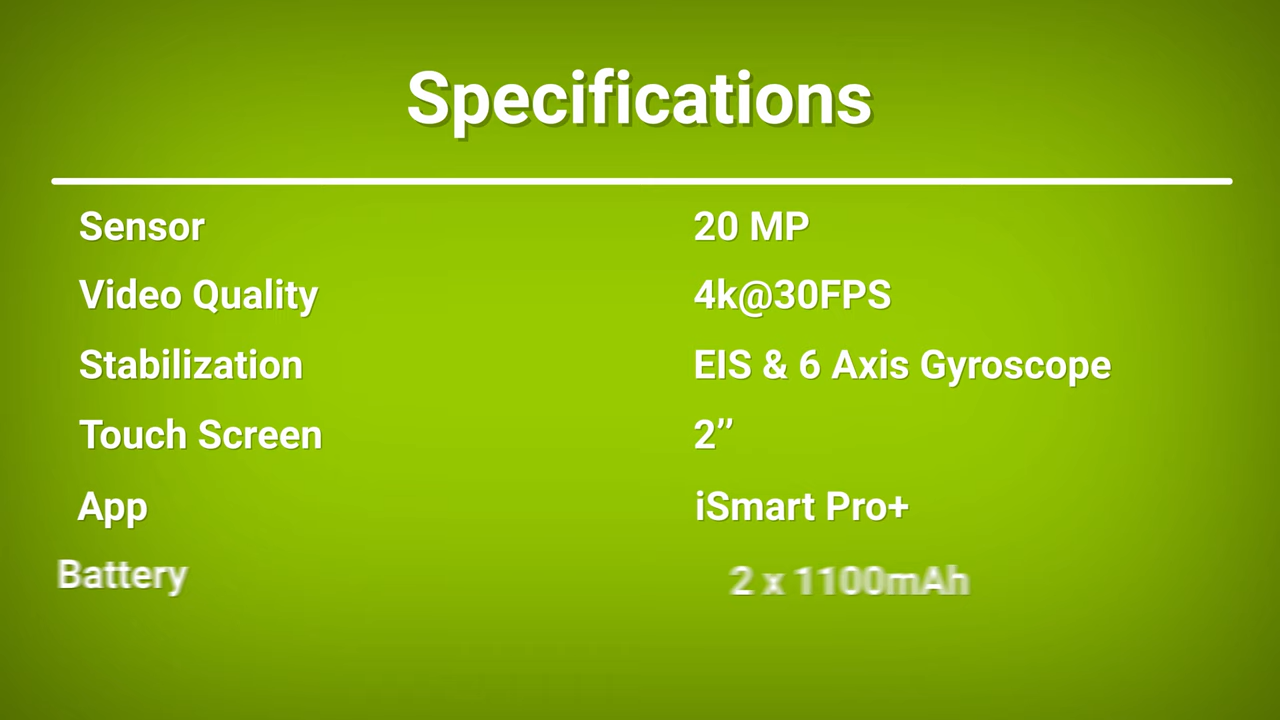 Specifications
Sensor 20 MP
Video Quality 4k@30FPS
Stabilization EIS & 6 Axis Gyroscope
Touch Screen 2’’
App iSmart Pro+
Battery 2 x 1100mAh